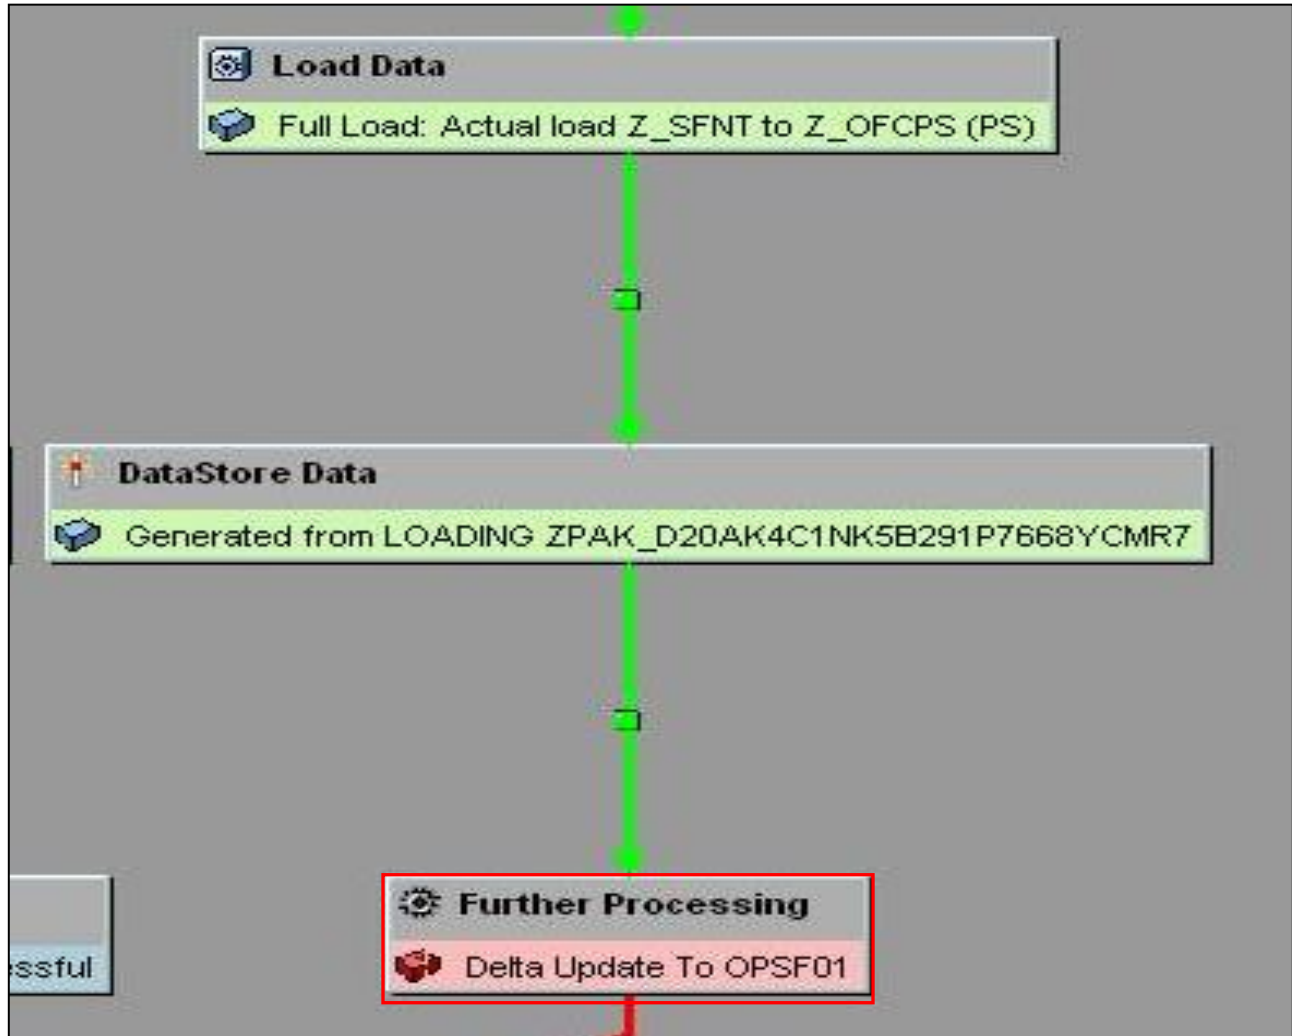 Load Data
Full Load: Actual load Z_SFNT to Z_OFCPS (PS)
DataStore Data
Generated from LOADING ZPAK_D20AK4C1NK5B291P7668YCMR7
Further Processing
essful
Delta Update To OPSF01